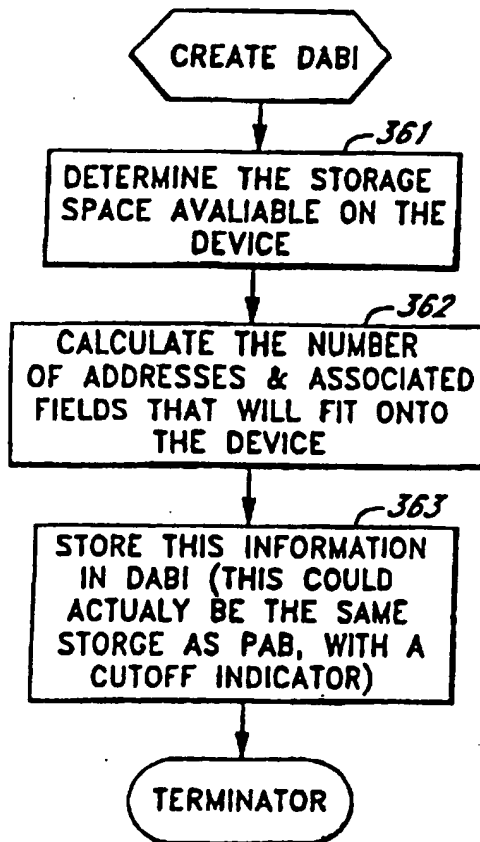 CREATE DABI
361
DETERMINE THE STORAGE
SPACE AVALIABLE ON THE
DEVICE
362
CALCULATE THE NUMBER
OF ADDRESSES & ASSOCIATED
FIELDS THAT WILL FIT ONTO
THE DEVICE
363
STORE THIS INFORMATION
IN DABI (THIS COULD
ACTUALY BE THE SAME
STORGE AS PAB, WITH A
CUTOFF INDICATOR)
TERMINATOR